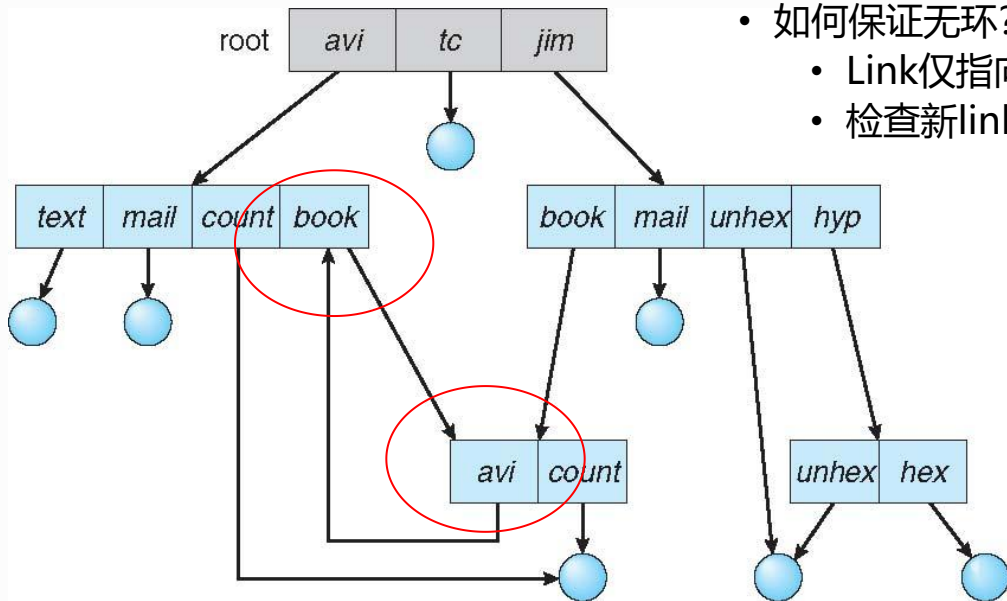 • 如何保证无环?
• Link仅指
• 检查新link
root avi tc jim
text mail count book
book mail unhex hyp
avi count
unhex hex